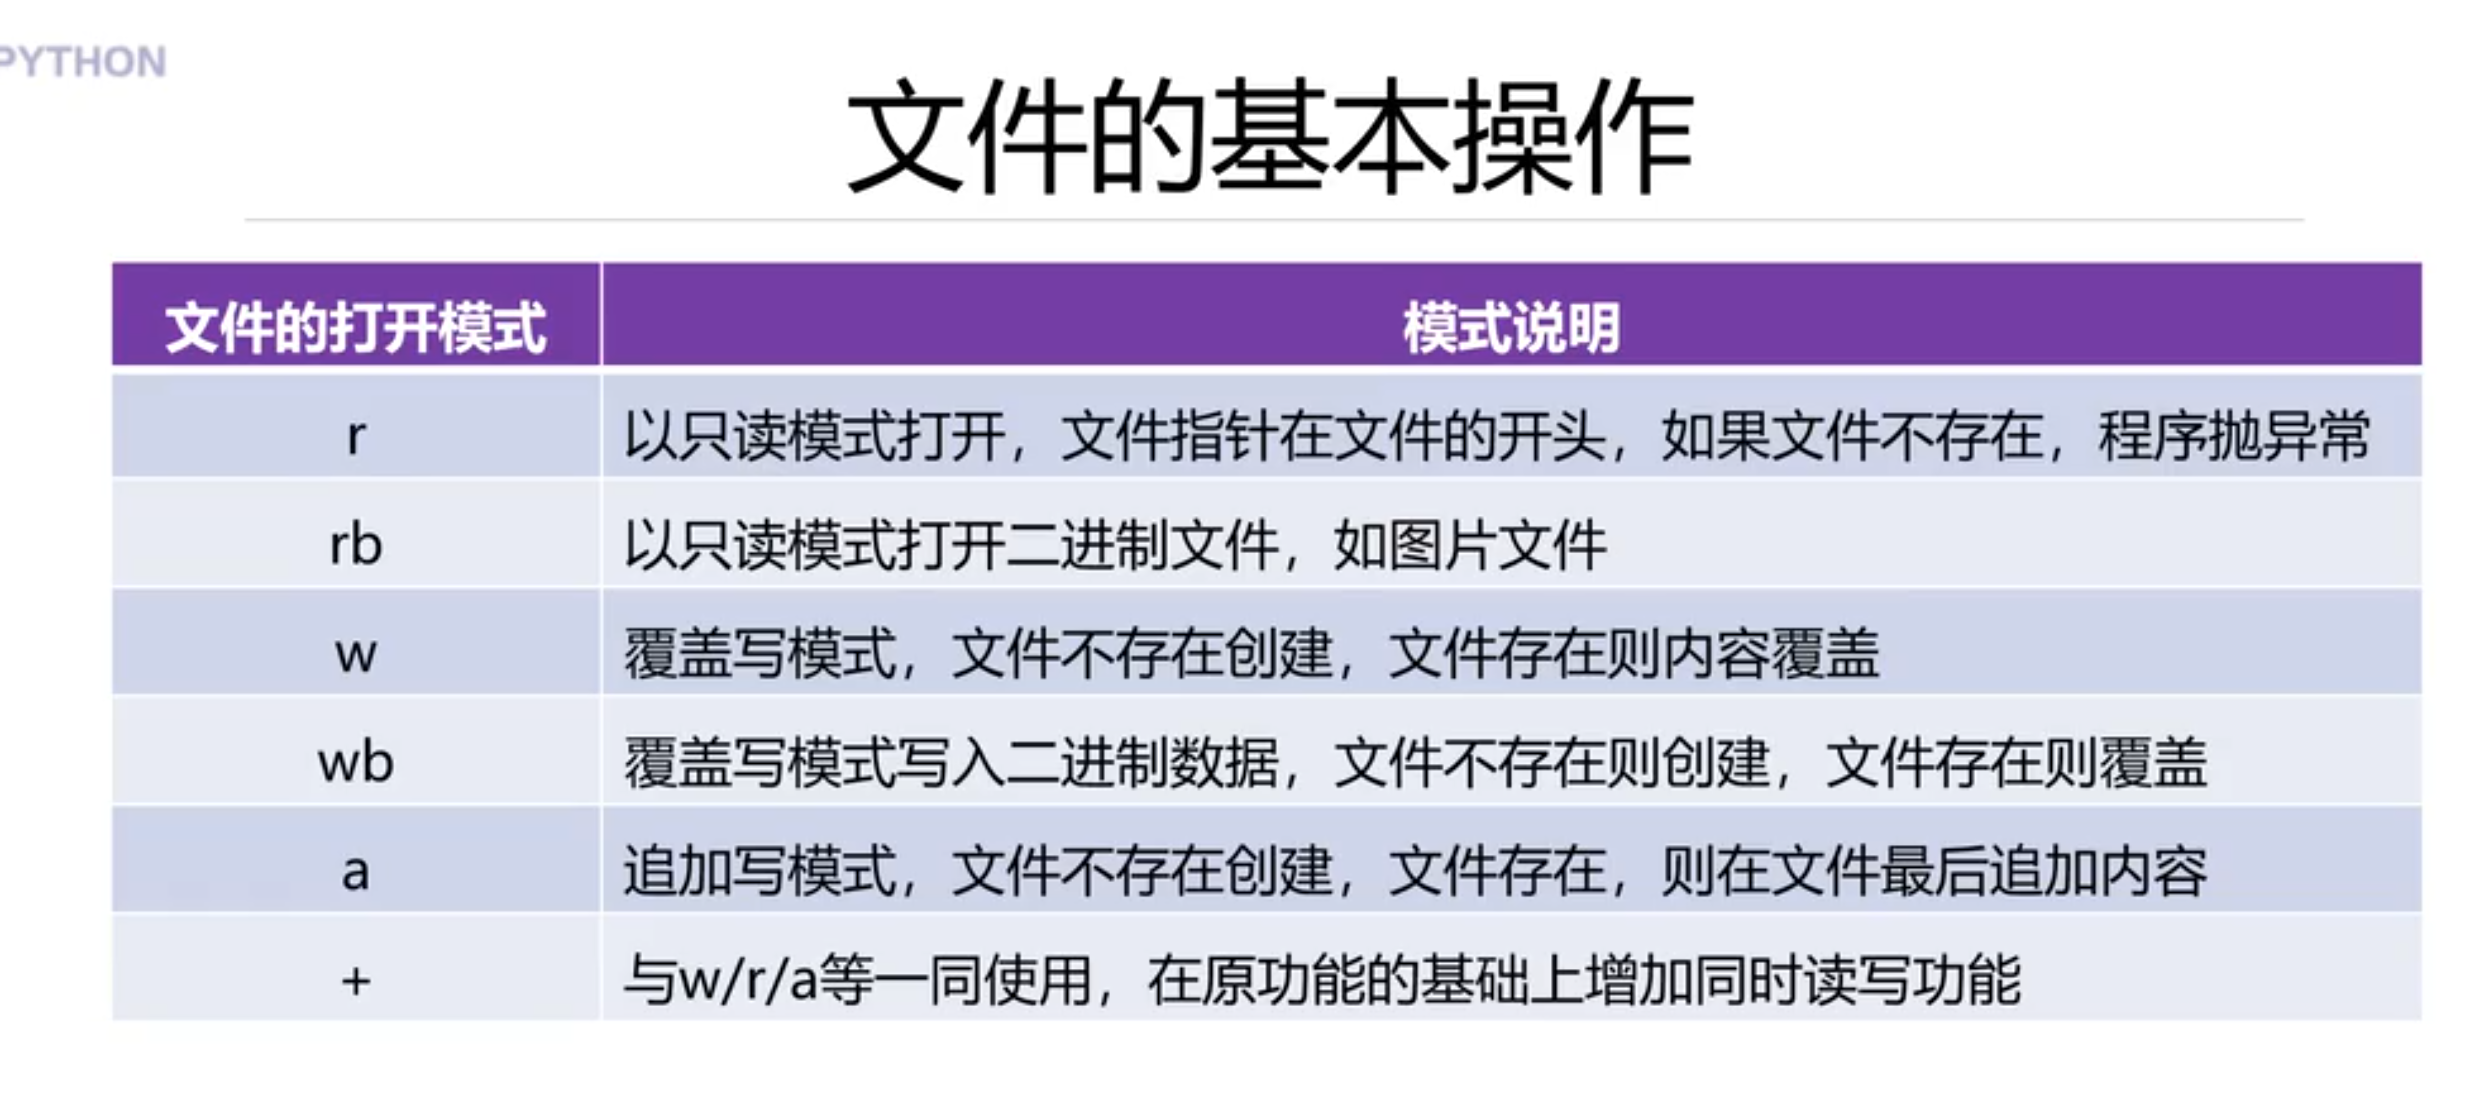 PYTHON
文件的基本操作
文件的打开模式 模式说明
r 以只读模式打开，文件指针在文件的开头，如果文件不存在，程序抛异常
rb 以只读模式打开二进制文件，如图片文件
w 覆盖写模式，文件不存在创建，文件存在则内容覆盖
wb 覆盖写模式写入二进制数据，文件不存在则创建，文件存在则覆盖
a 追加写模式，文件不存在创建，文件存在，则在文件最后追加内容
+ 与w/r/a等一同使用，在原功能的基础上增加同时读写功能